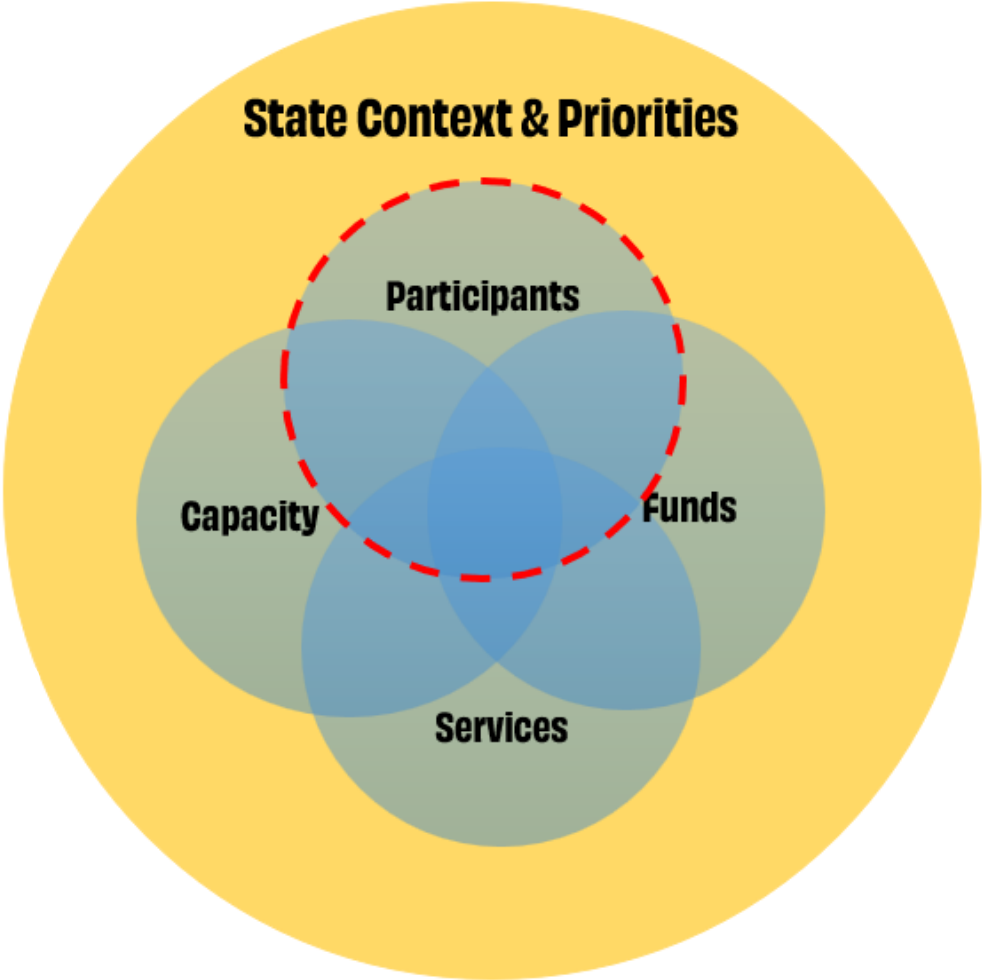 State Context & Priorities
Participants
Capacity
Funds
Services